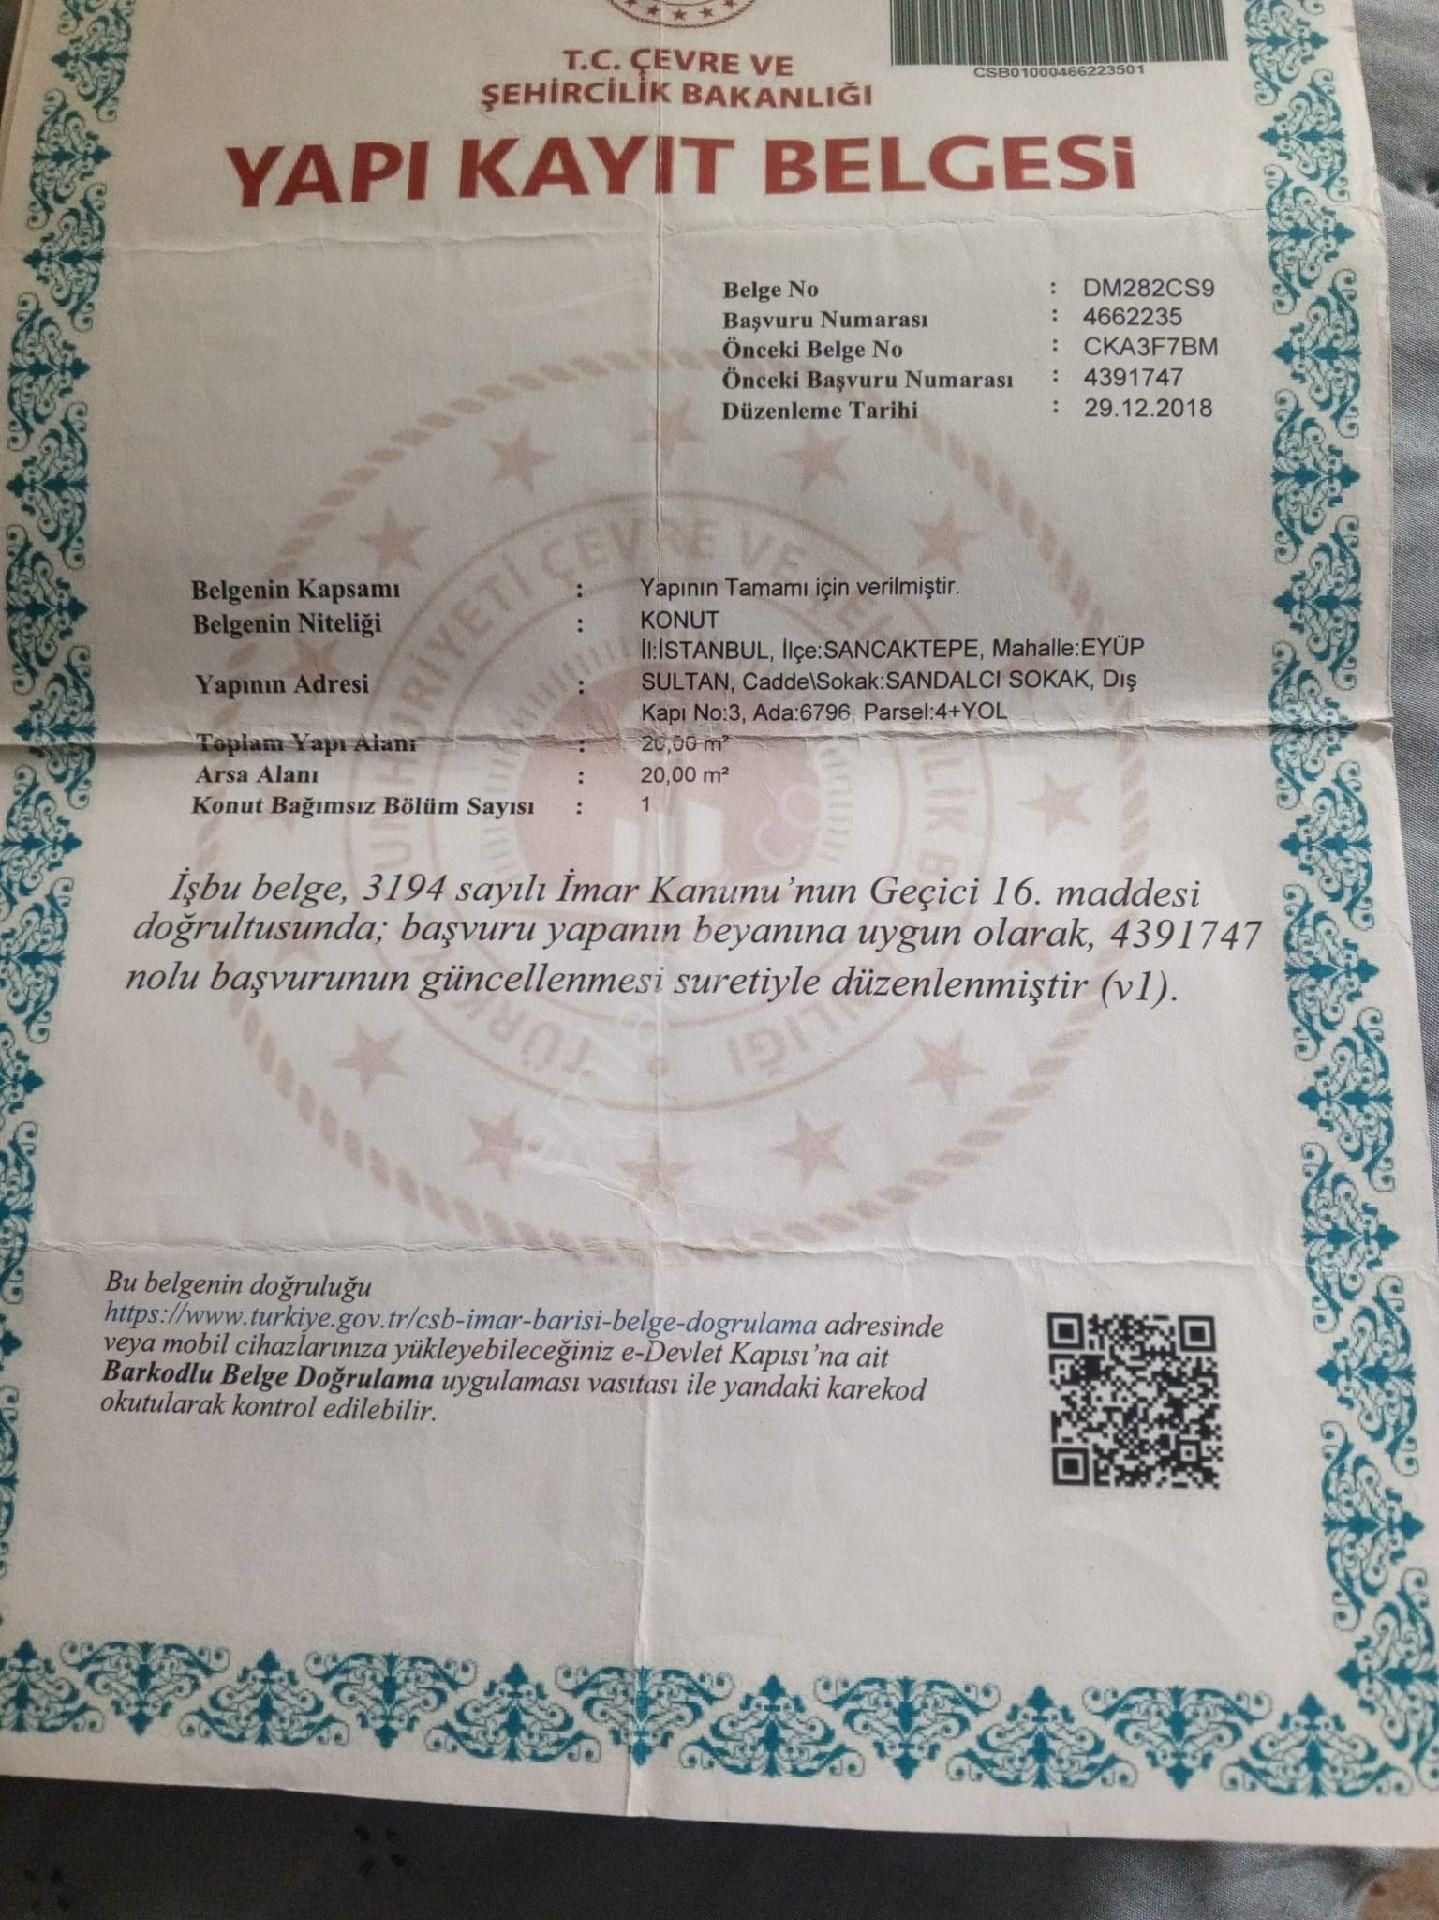 CSB01000466223501
T.C. ÇEVRE VE
ŞEHİRCİLİK BAKANLIĞI
YAPI KAYIT BELGESİ
Belge No : DM282CS9
Başvuru Numarası : 4662235
Önceki Belge No : CKA3F7BM
Önceki Başvuru Numarası : 4391747
Düzenleme Tarihi : 29.12.2018
Belgenin Kapsamı : Yapının Tamamı için verilmiştir.
Belgenin Niteliği : KONUT
İl:İSTANBUL, İlçe:SANCAKTEPE, Mahalle:EYÜP
Yapının Adresi : SULTAN, Cadde\Sokak:SANDALCI SOKAK, Dış
Kapı No:3, Ada:6796, Parsel:4+YOL
Toplam Yapı Alanı : 20,00 m²
Arsa Alanı : 20,00 m²
Konut Bağımsız Bölüm Sayısı : 1
İşbu belge, 3194 sayılı İmar Kanunu'nun Geçici 16. maddesi
doğrultusunda; başvuru yapanın beyanına uygun olarak, 4391747
nolu başvurunun güncellenmesi suretiyle düzenlenmiştir (v1).
Bu belgenin doğruluğu
https://www.turkiye.gov.tr/csb-imar-barisi-belge-dogrulama adresinde
veya mobil cihazlarınıza yükleyebileceğiniz e-Devlet Kapısı'na ait
Barkodlu Belge Doğrulama uygulaması vasıtası ile yandaki karekod
okutularak kontrol edilebilir.